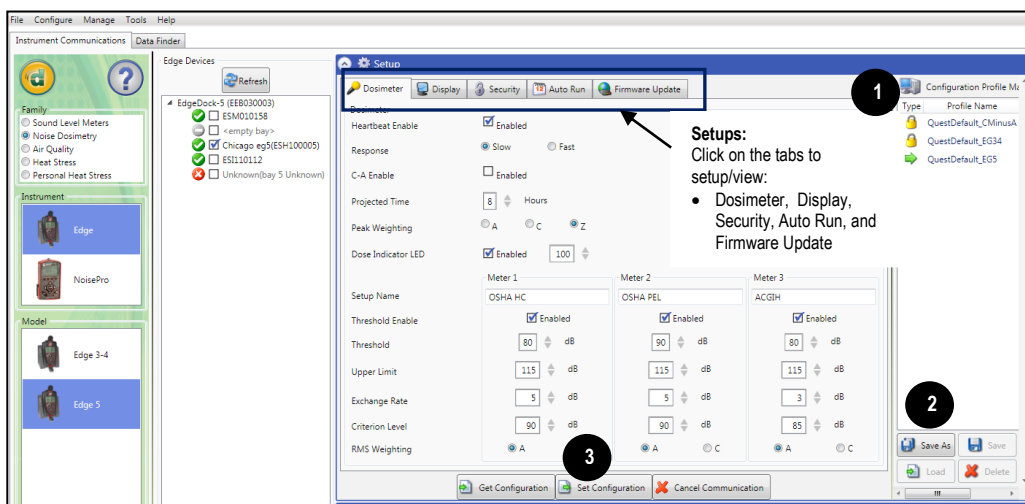 File Configure Manage Tools Help
Instrument Communications Data Finder
Family
Sound Level Meters
Noise Dosimetry
Air Quality
Heat Stress
Personal Heat Stress
Instrument
Edge
NoisePro
Model
Edge 3-4
Edge 5
Edge Devices
Refresh
EdgeDock-5 (EEB030003)
ESM010158
<empty bay>
Chicago eg5(ESH100005)
ESI110112
Unknown(bay 5 Unknown)
Setup
Dosimeter Display Security Auto Run Firmware Update
Dosimeter
Heartbeat Enable Enabled
Response Slow Fast
C-A Enable Enabled
Projected Time 8 Hours
Peak Weighting A C Z
Dose Indicator LED Enabled 100
Meter 1 Meter 2 Meter 3
Setup Name OSHA HC OSHA PEL ACGIH
Threshold Enable Enabled Enabled Enabled
Threshold 80 dB 90 dB 80 dB
Upper Limit 115 dB 115 dB 115 dB
Exchange Rate 5 dB 5 dB 3 dB
Criterion Level 90 dB 90 dB 85 dB
RMS Weighting A A C A C
3
Get Configuration Set Configuration Cancel Communication
Setups:
Click on the tabs to
setup/view:
• Dosimeter, Display,
Security, Auto Run, and
Firmware Update
1
Configuration Profile Ma
Type Profile Name
QuestDefault_CMinusA
QuestDefault_EG34
QuestDefault_EG5
2
Save As Save
Load Delete